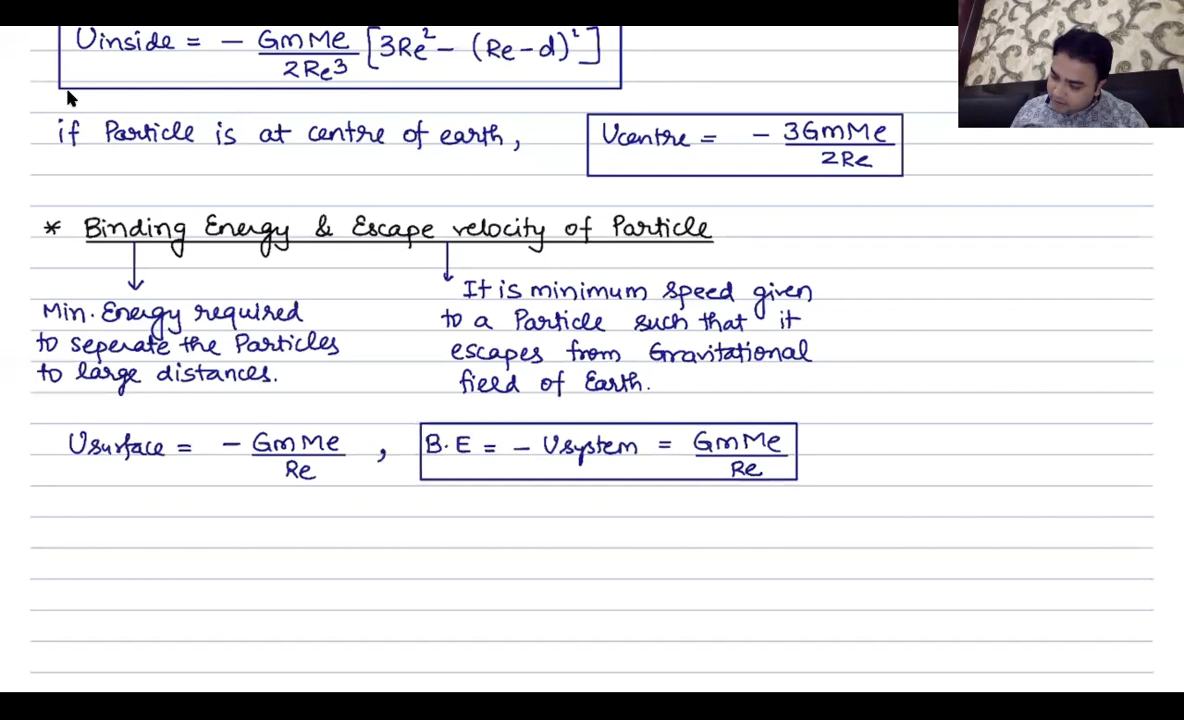 Uinside = - GmMe / 2Re³ [3Re² - (Re-d)²]
if Particle is at centre of earth, Ucentre = - 3GmMe / 2Re
* Binding Energy & Escape velocity of Particle
Min. Energy required
to seperate the Particles
to large distances.
It is minimum speed given
to a Particle such that it
escapes from Gravitational
field of Earth.
Usurface = - GmMe / Re , B.E = - Usystem = GmMe / Re